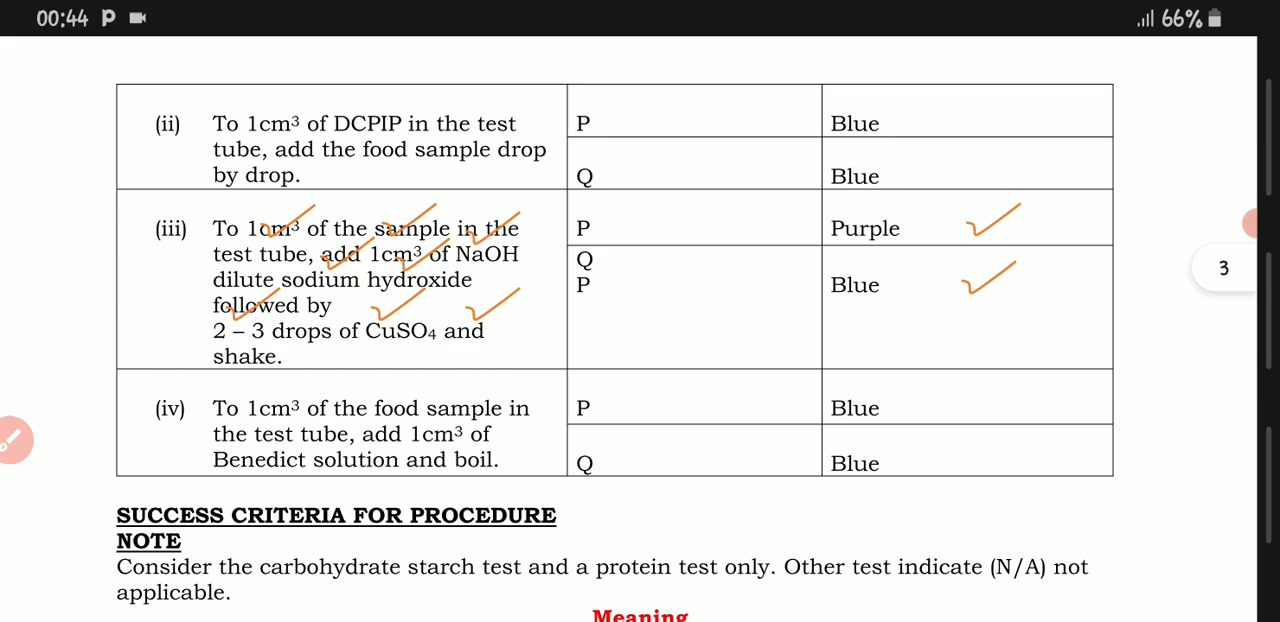 00:44 P
66%
(ii) To 1cm³ of DCPIP in the test
tube, add the food sample drop
by drop.
P
Blue
Q
Blue
(iii) To 1cm³ of the sample in the
test tube, add 1cm³ of NaOH
dilute sodium hydroxide
followed by
2 – 3 drops of CuSO₄ and
shake.
P
Purple
Q
P
Blue
(iv) To 1cm³ of the food sample in
the test tube, add 1cm³ of
Benedict solution and boil.
P
Blue
Q
Blue
3
SUCCESS CRITERIA FOR PROCEDURE
NOTE
Consider the carbohydrate starch test and a protein test only. Other test indicate (N/A) not
applicable.
Meaning